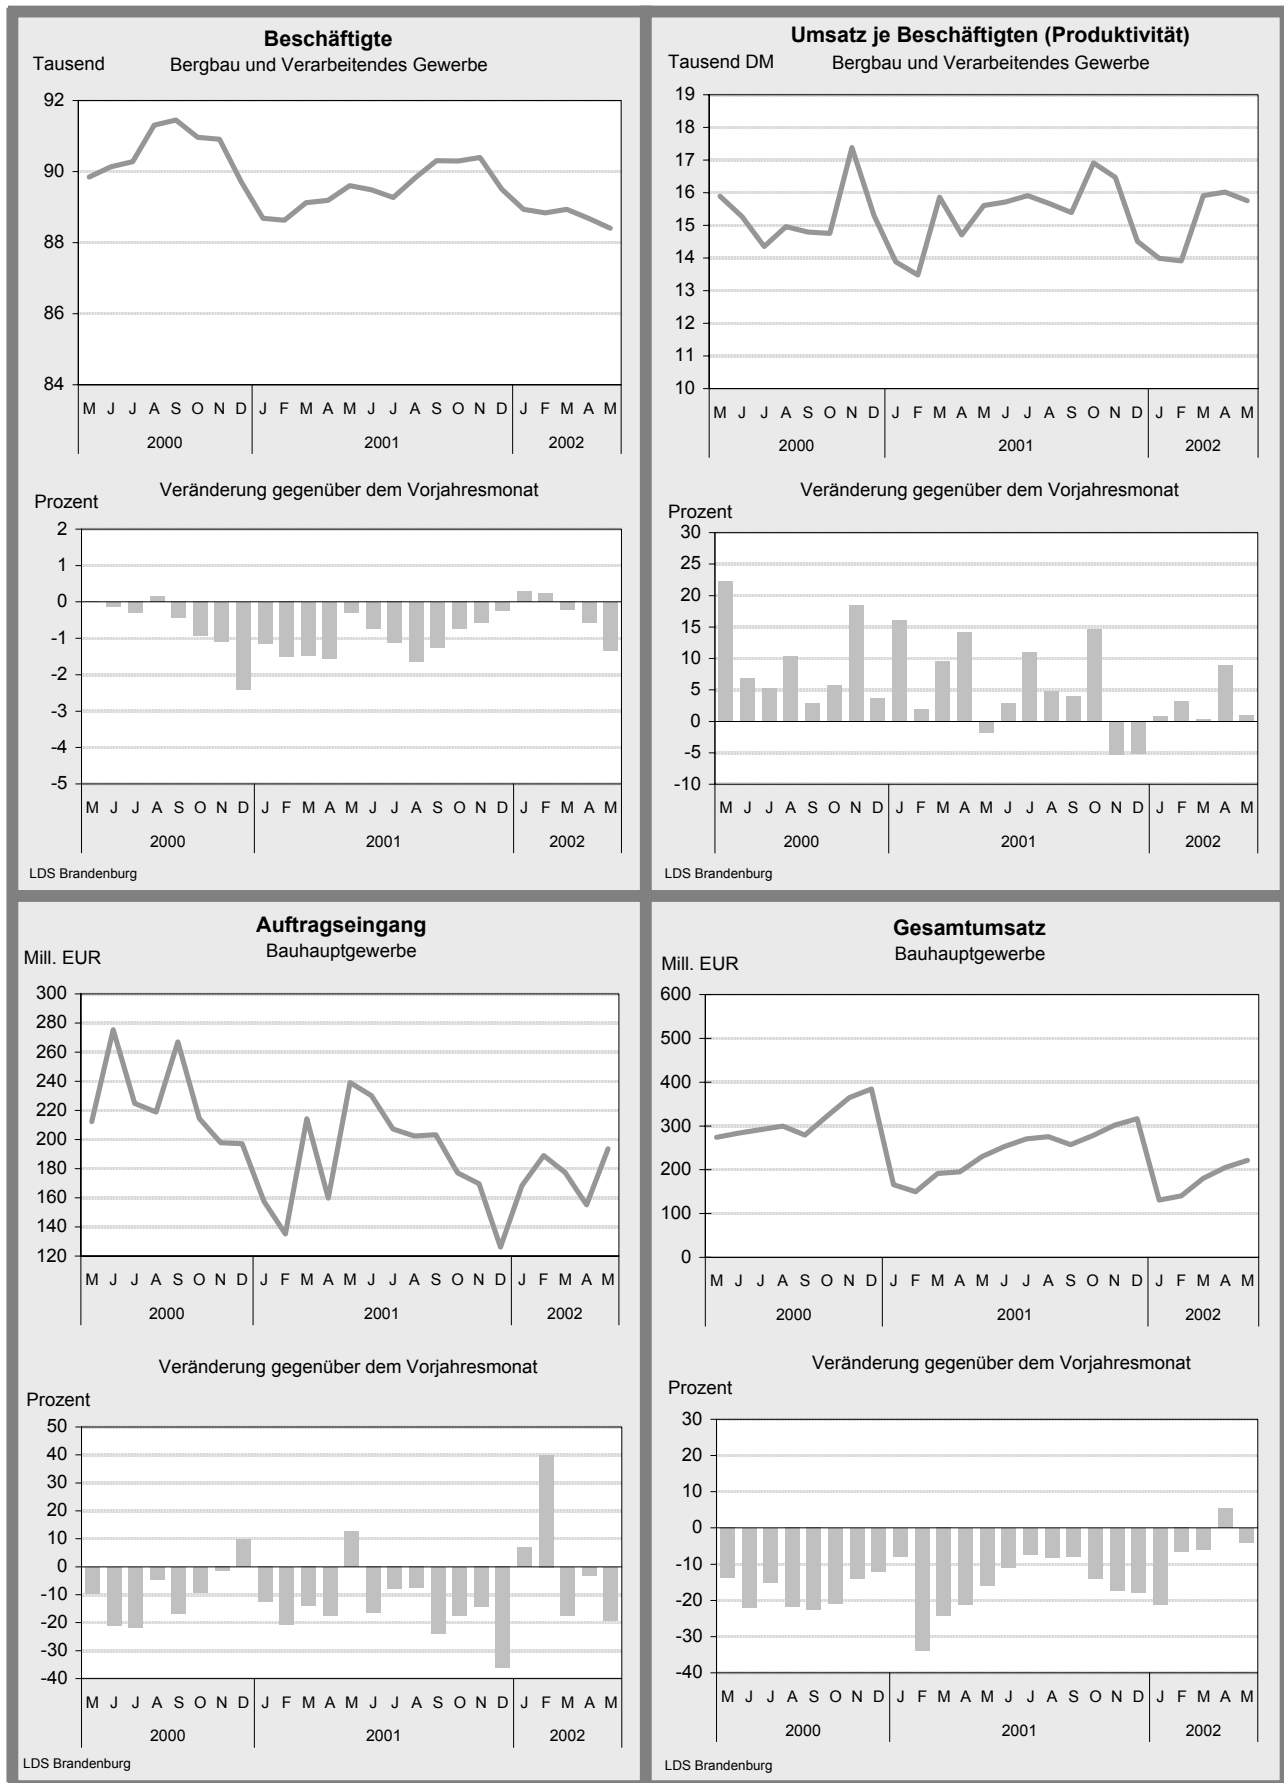 Beschäftigte
Tausend
Bergbau und Verarbeitendes Gewerbe
92
90
88
86
84
M J J A S O N D J F M A M J J A S O N D J F M A M
2000 2001 2002
Veränderung gegenüber dem Vorjahresmonat
Prozent
2
1
0
-1
-2
-3
-4
-5
M J J A S O N D J F M A M J J A S O N D J F M A M
2000 2001 2002
LDS Brandenburg
Umsatz je Beschäftigten (Produktivität)
Tausend DM
Bergbau und Verarbeitendes Gewerbe
19
18
17
16
15
14
13
12
11
10
M J J A S O N D J F M A M J J A S O N D J F M A M
2000 2001 2002
Veränderung gegenüber dem Vorjahresmonat
Prozent
30
25
20
15
10
5
0
-5
-10
M J J A S O N D J F M A M J J A S O N D J F M A M
2000 2001 2002
LDS Brandenburg
Auftragseingang
Bauhauptgewerbe
Mill. EUR
300
280
260
240
220
200
180
160
140
120
M J J A S O N D J F M A M J J A S O N D J F M A M
2000 2001 2002
Veränderung gegenüber dem Vorjahresmonat
Prozent
50
40
30
20
10
0
-10
-20
-30
-40
M J J A S O N D J F M A M J J A S O N D J F M A M
2000 2001 2002
LDS Brandenburg
Gesamtumsatz
Bauhauptgewerbe
Mill. EUR
600
500
400
300
200
100
0
M J J A S O N D J F M A M J J A S O N D J F M A M
2000 2001 2002
Veränderung gegenüber dem Vorjahresmonat
Prozent
30
20
10
0
-10
-20
-30
-40
M J J A S O N D J F M A M J J A S O N D J F M A M
2000 2001 2002
LDS Brandenburg